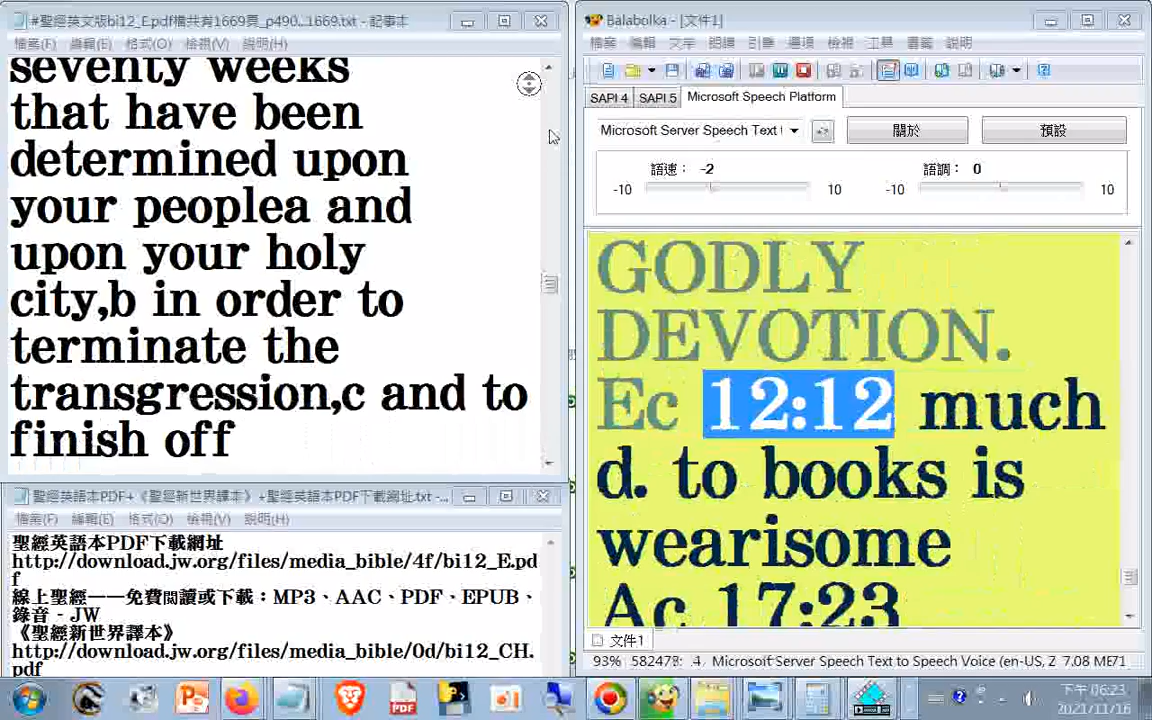 #聖經英文版bi12_E.pdf檔共有1669頁_p490...1669.txt - 記事本
檔案(F) 編輯(E) 格式(O) 檢視(V) 說明(H)
seventy weeks
that have been
determined upon
your peoplea and
upon your holy
city,b in order to
terminate the
transgression,c and to
finish off
聖經英語本PDF+《聖經新世界譯本》+聖經英語本PDF下載網址.txt -...
檔案(F) 編輯(E) 格式(O) 檢視(V) 說明(H)
聖經英語本PDF下載網址
http://download.jw.org/files/media_bible/4f/bi12_E.pd
f
線上聖經——免費閱讀或下載：MP3、AAC、PDF、EPUB、
錄音 - JW
《聖經新世界譯本》
http://download.jw.org/files/media_bible/0d/bi12_CH.
pdf
Balabolka - [文件1]
檔案 編輯 文字 朗讀 引擎 選項 檢視 工具 書籤 說明
SAPI 4 SAPI 5 Microsoft Speech Platform
Microsoft Server Speech Text 關於 預設
語速： -2 語調： 0
-10 10 -10 10
GODLY
DEVOTION.
Ec 12:12 much
d. to books is
wearisome
Ac 17:23
文件1
93% Microsoft Server Speech Text to Speech Voice (en-US, Z 7.08 ME
下午 06:23
2021/11/16